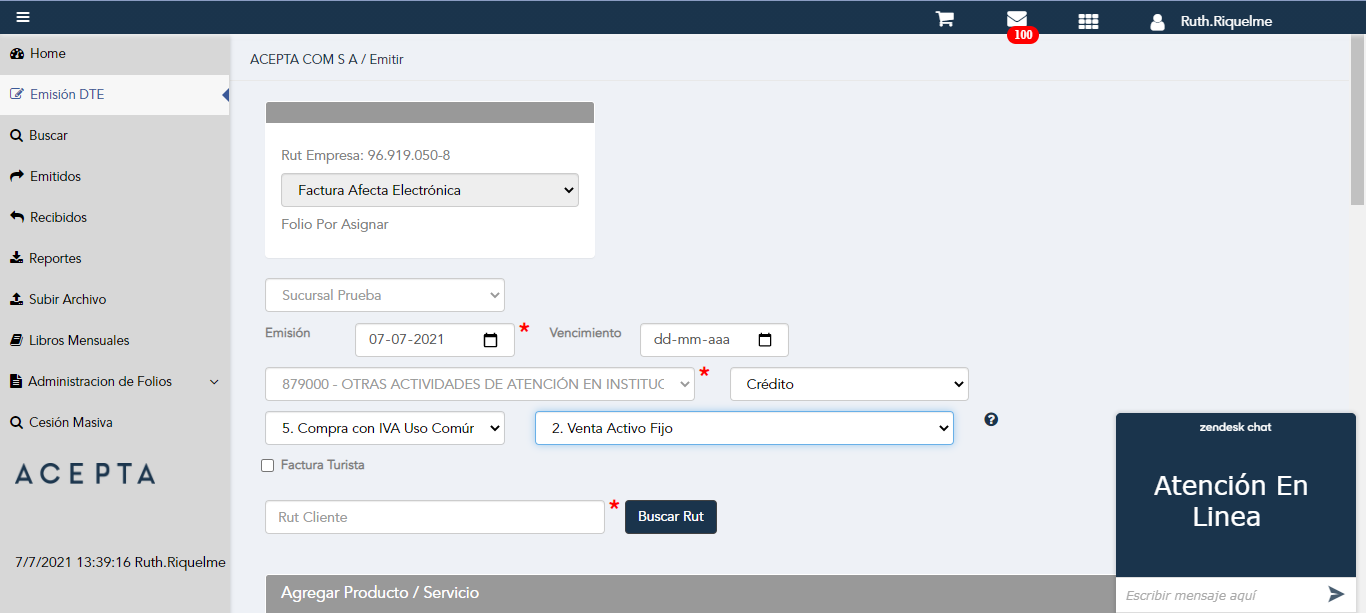 100
Ruth.Riquelme
Home
Emisión DTE
Buscar
Emitidos
Recibidos
Reportes
Subir Archivo
Libros Mensuales
Administracion de Folios
Cesión Masiva
ACEPTA
7/7/2021 13:39:16 Ruth.Riquelme
ACEPTA COM S A / Emitir
Rut Empresa: 96.919.050-8
Factura Afecta Electrónica
Folio Por Asignar
Sucursal Prueba
Emisión 07-07-2021 * Vencimiento dd-mm-aaa
879000 - OTRAS ACTIVIDADES DE ATENCIÓN EN INSTITUC * Crédito
5. Compra con IVA Uso Comúr 2. Venta Activo Fijo ?
Factura Turista
Rut Cliente * Buscar Rut
Agregar Producto / Servicio
zendesk chat
Atención En
Linea
Escribir mensaje aquí